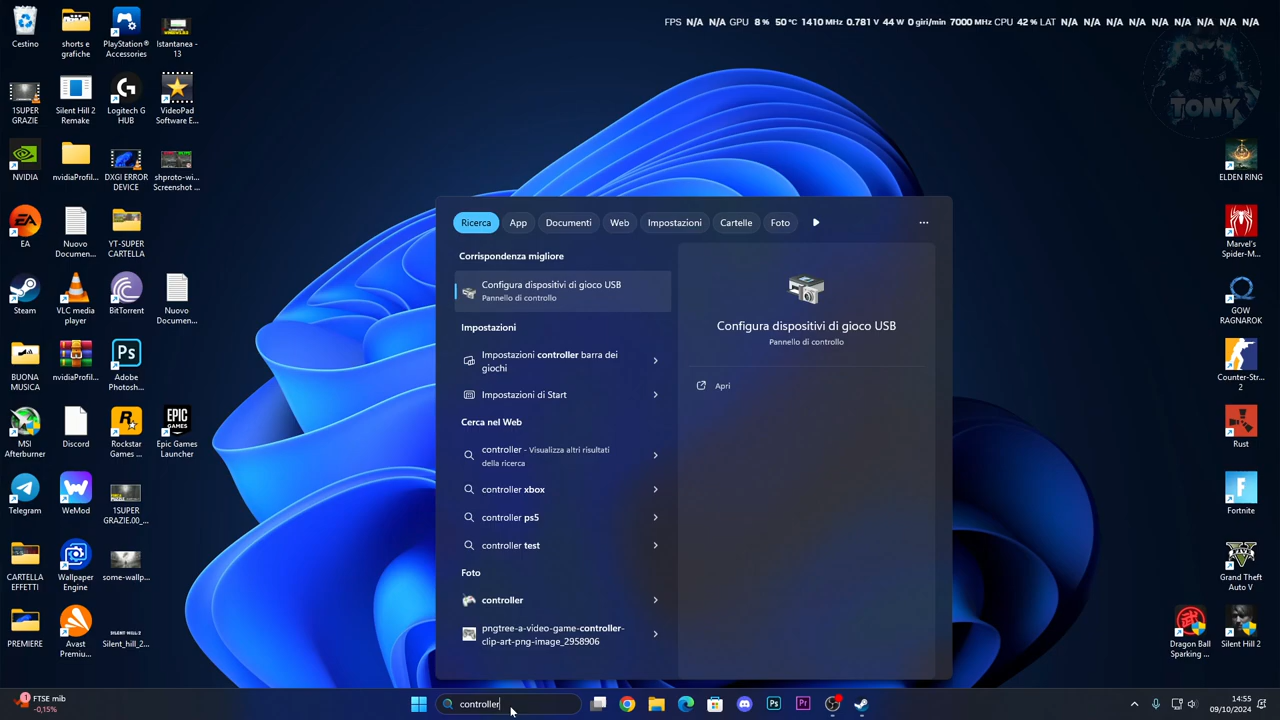 FPS N/A N/A GPU 8 % 50 °C 1410 MHz 0.781 V 44 W 0 giri/min 7000 MHz CPU 42 % LAT N/A N/A N/A N/A N/A N/A N/A N/A N/A
TONY
Cestino
shorts e
grafiche
PlayStation®
Accessories
Istantanea -
13
1SUPER
GRAZIE
Silent Hill 2
Remake
Logitech G
HUB
VideoPad
Software E...
NVIDIA
nvidiaProfil...
DXGI ERROR
DEVICE
shproto-wi...
Screenshot ...
EA
Nuovo
Documen...
YT-SUPER
CARTELLA
Steam
VLC media
player
BitTorrent
Nuovo
Documen...
BUONA
MUSICA
nvidiaProfil...
Adobe
Photosh...
MSI
Afterburner
Discord
Rockstar
Games ...
Epic Games
Launcher
Telegram
WeMod
1SUPER
GRAZIE.00_...
CARTELLA
EFFETTI
Wallpaper
Engine
some-wallp...
PREMIERE
Avast
Premiu...
Silent_hill_2...
ELDEN RING
Marvel's
Spider-M...
GOW
RAGNAROK
Counter-Str...
2
Rust
Fortnite
Grand Theft
Auto V
Dragon Ball
Sparking ...
Silent Hill 2
Ricerca App Documenti Web Impostazioni Cartelle Foto
Corrispondenza migliore
Configura dispositivi di gioco USB
Pannello di controllo
Impostazioni
Impostazioni controller barra dei
giochi
Impostazioni di Start
Cerca nel Web
controller - Visualizza altri risultati
della ricerca
controller xbox
controller ps5
controller test
Foto
controller
pngtree-a-video-game-controller-
clip-art-png-image_2958906
Configura dispositivi di gioco USB
Pannello di controllo
Apri
1
FTSE mib
-0,15%
controller
14:55
09/10/2024